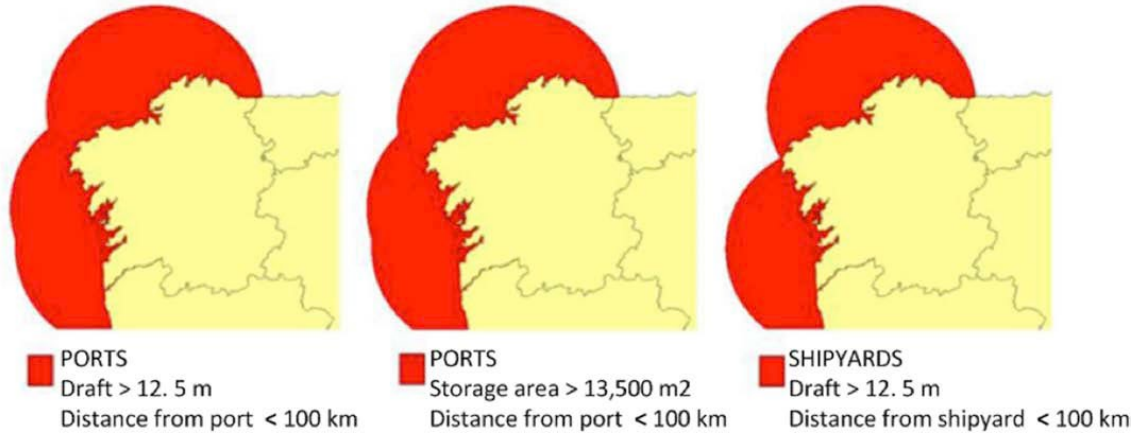 PORTS
Draft > 12. 5 m
Distance from port < 100 km
PORTS
Storage area > 13,500 m2
Distance from port < 100 km
SHIPYARDS
Draft > 12.5 m
Distance from shipyard < 100 km